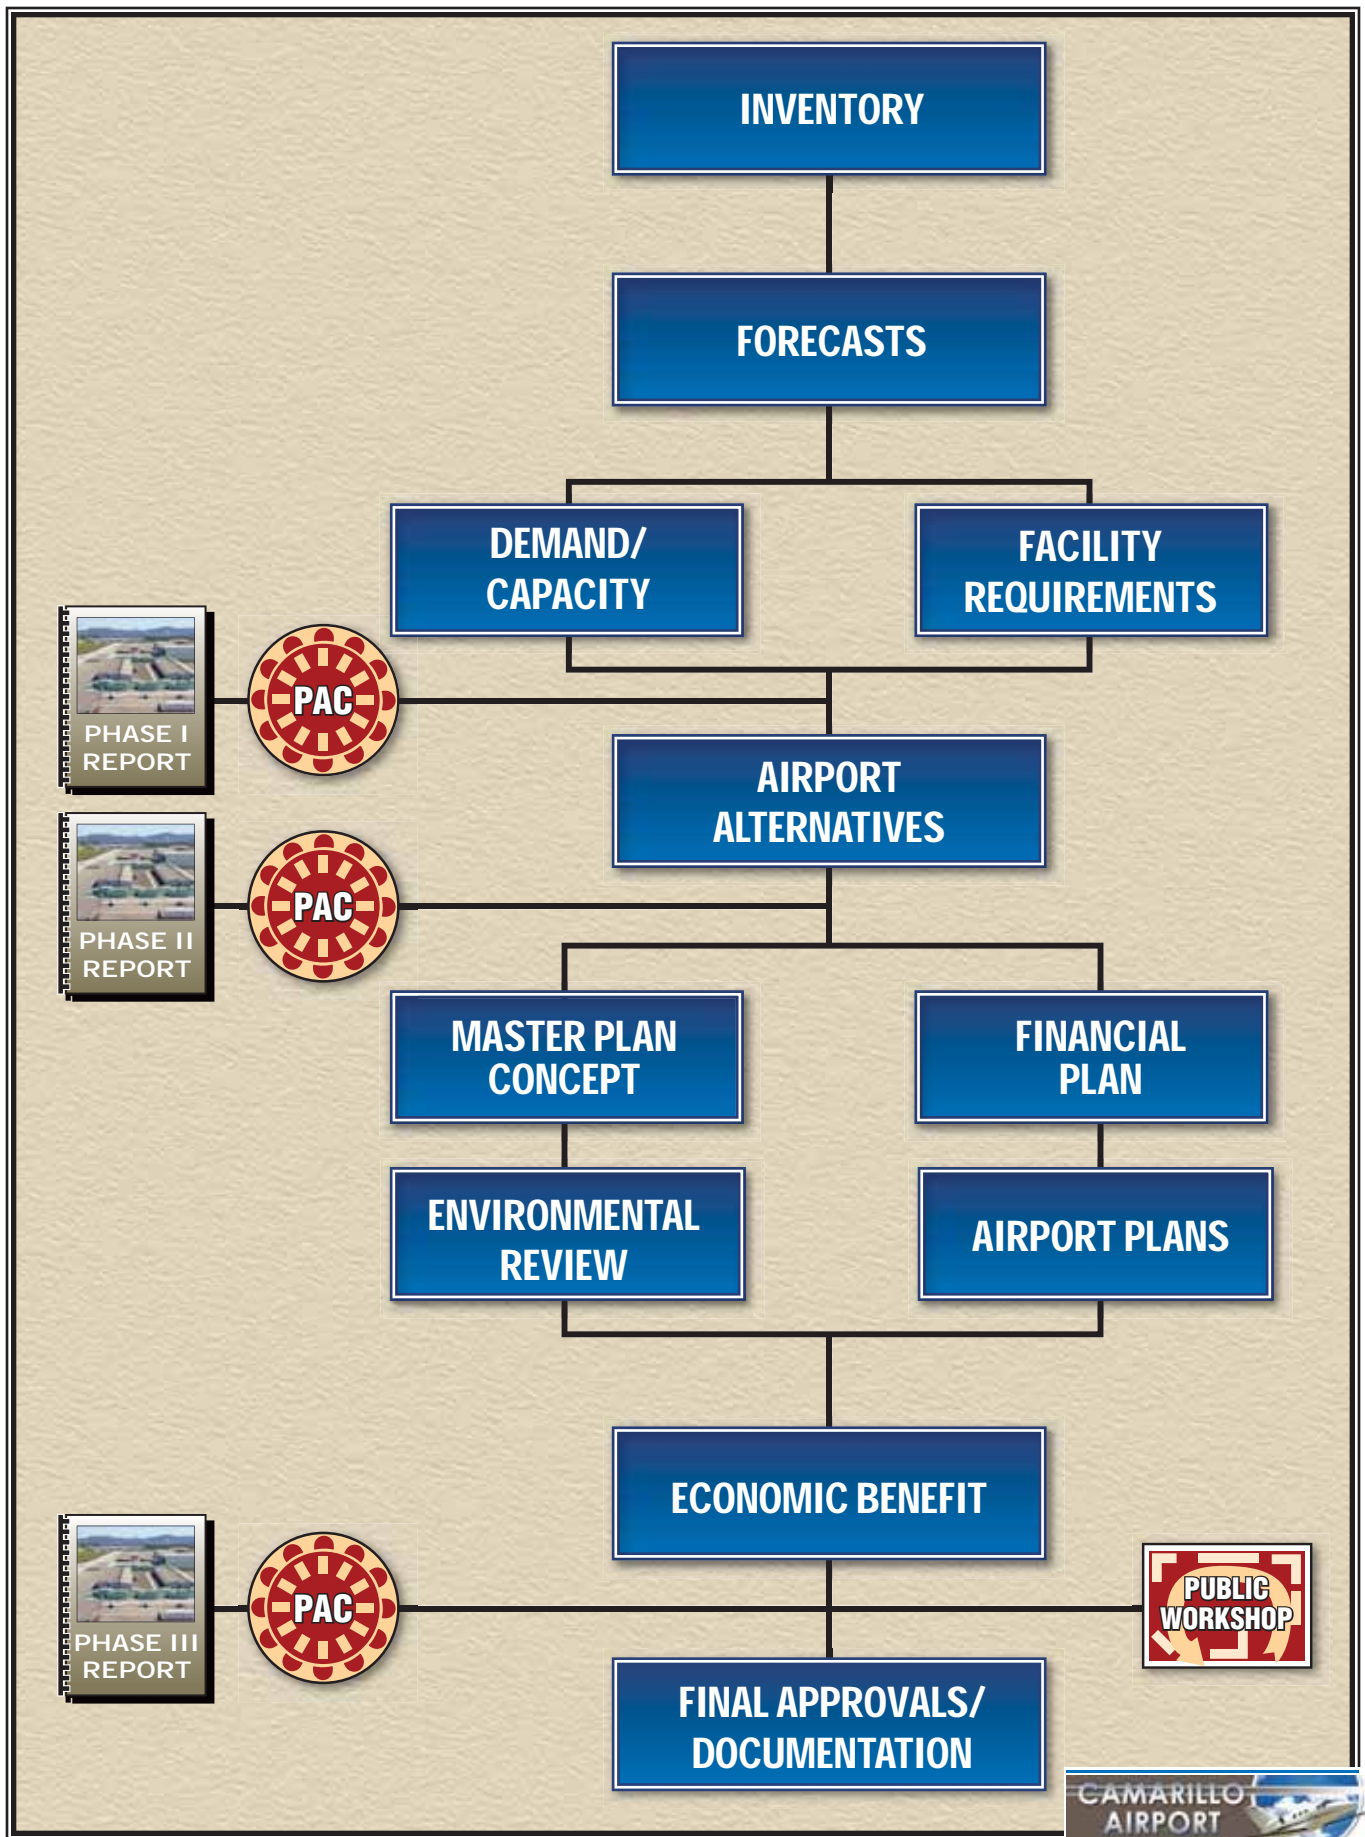 INVENTORY
FORECASTS
DEMAND/
CAPACITY
FACILITY
REQUIREMENTS
PHASE I
REPORT
PAC
AIRPORT
ALTERNATIVES
PHASE II
REPORT
PAC
MASTER PLAN
CONCEPT
FINANCIAL
PLAN
ENVIRONMENTAL
REVIEW
AIRPORT PLANS
ECONOMIC BENEFIT
PHASE III
REPORT
PAC
PUBLIC
WORKSHOP
FINAL APPROVALS/
DOCUMENTATION
CAMARILLO
AIRPORT